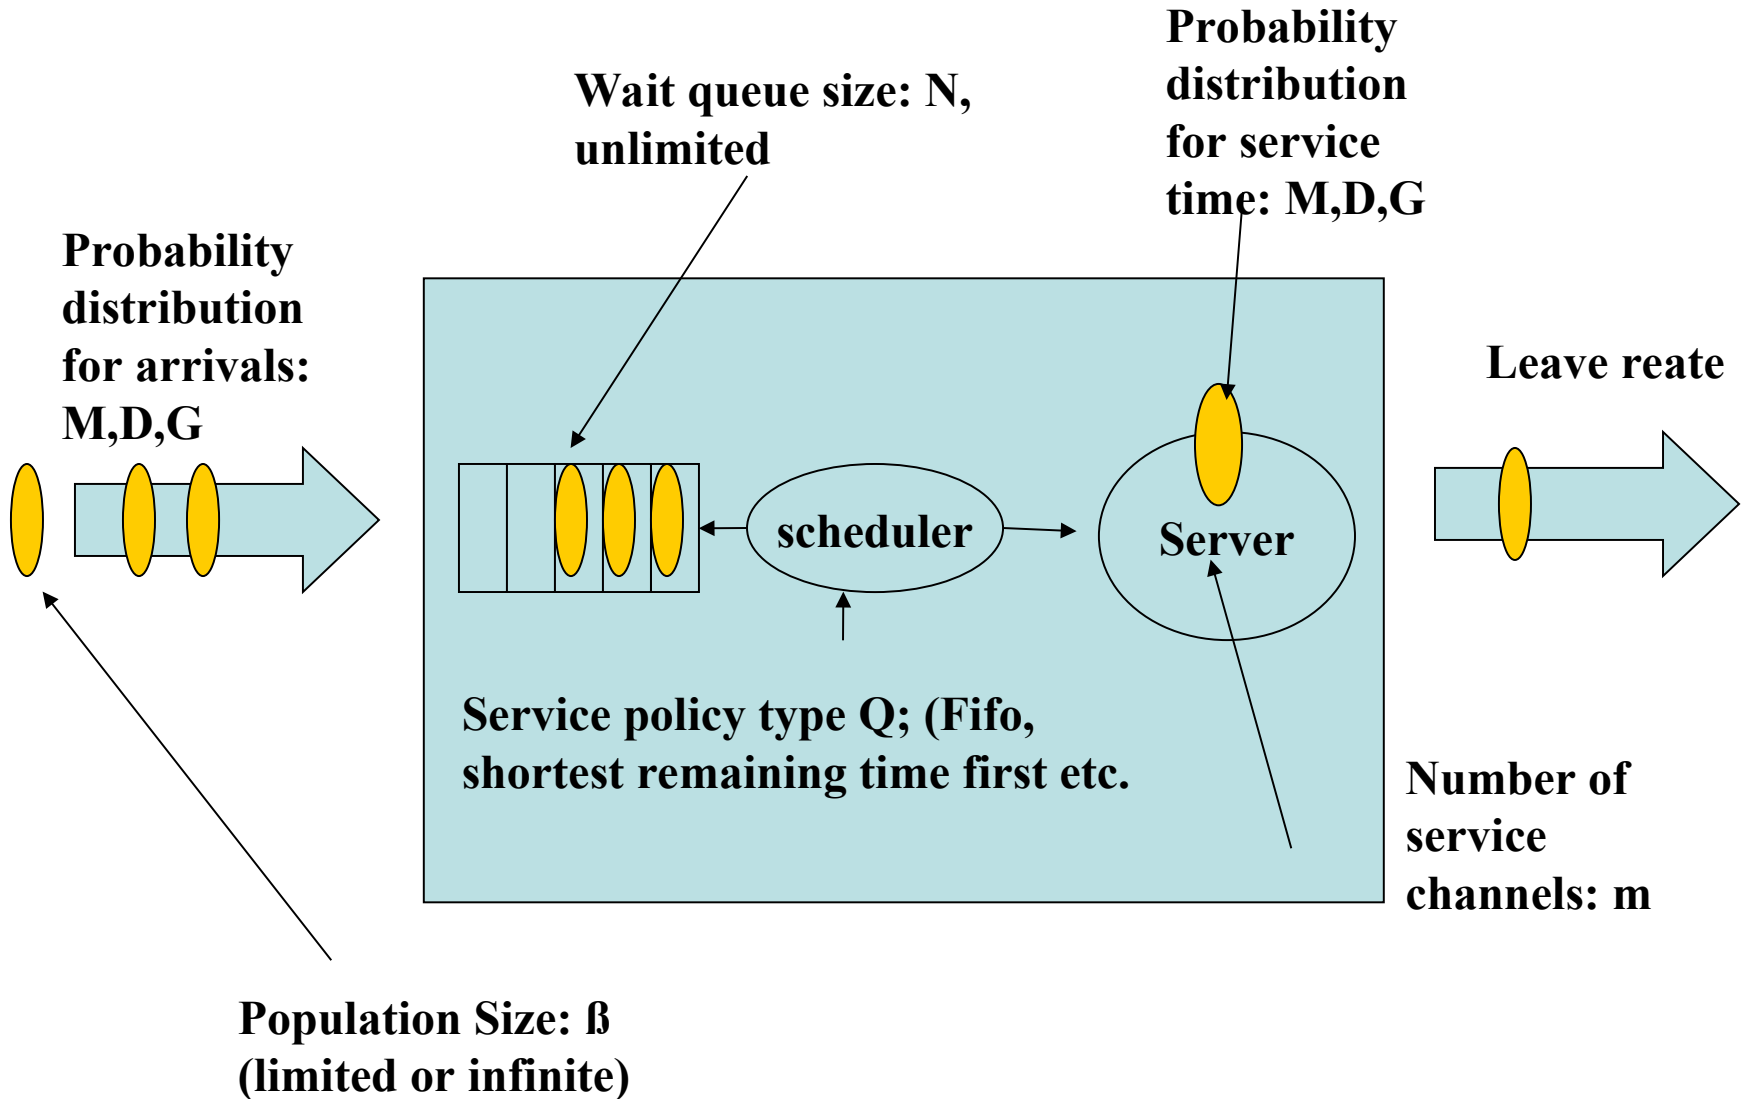 Probability
distribution
for service
time: M,D,G
Wait queue size: N,
unlimited
Probability
distribution
for arrivals:
M,D,G
Leave reate
scheduler
Server
Service policy type Q; (Fifo,
shortest remaining time first etc.
Number of
service
channels: m
Population Size: ß
(limited or infinite)